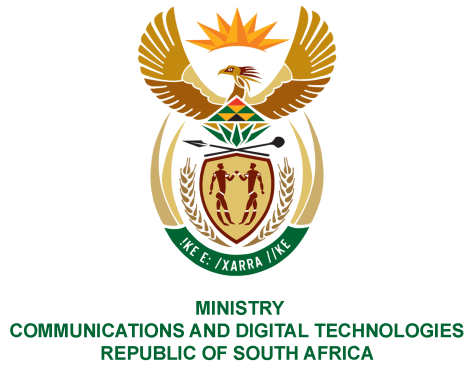 !KE E: /XARRA //KE
MINISTRY
COMMUNICATIONS AND DIGITAL TECHNOLOGIES
REPUBLIC OF SOUTH AFRICA